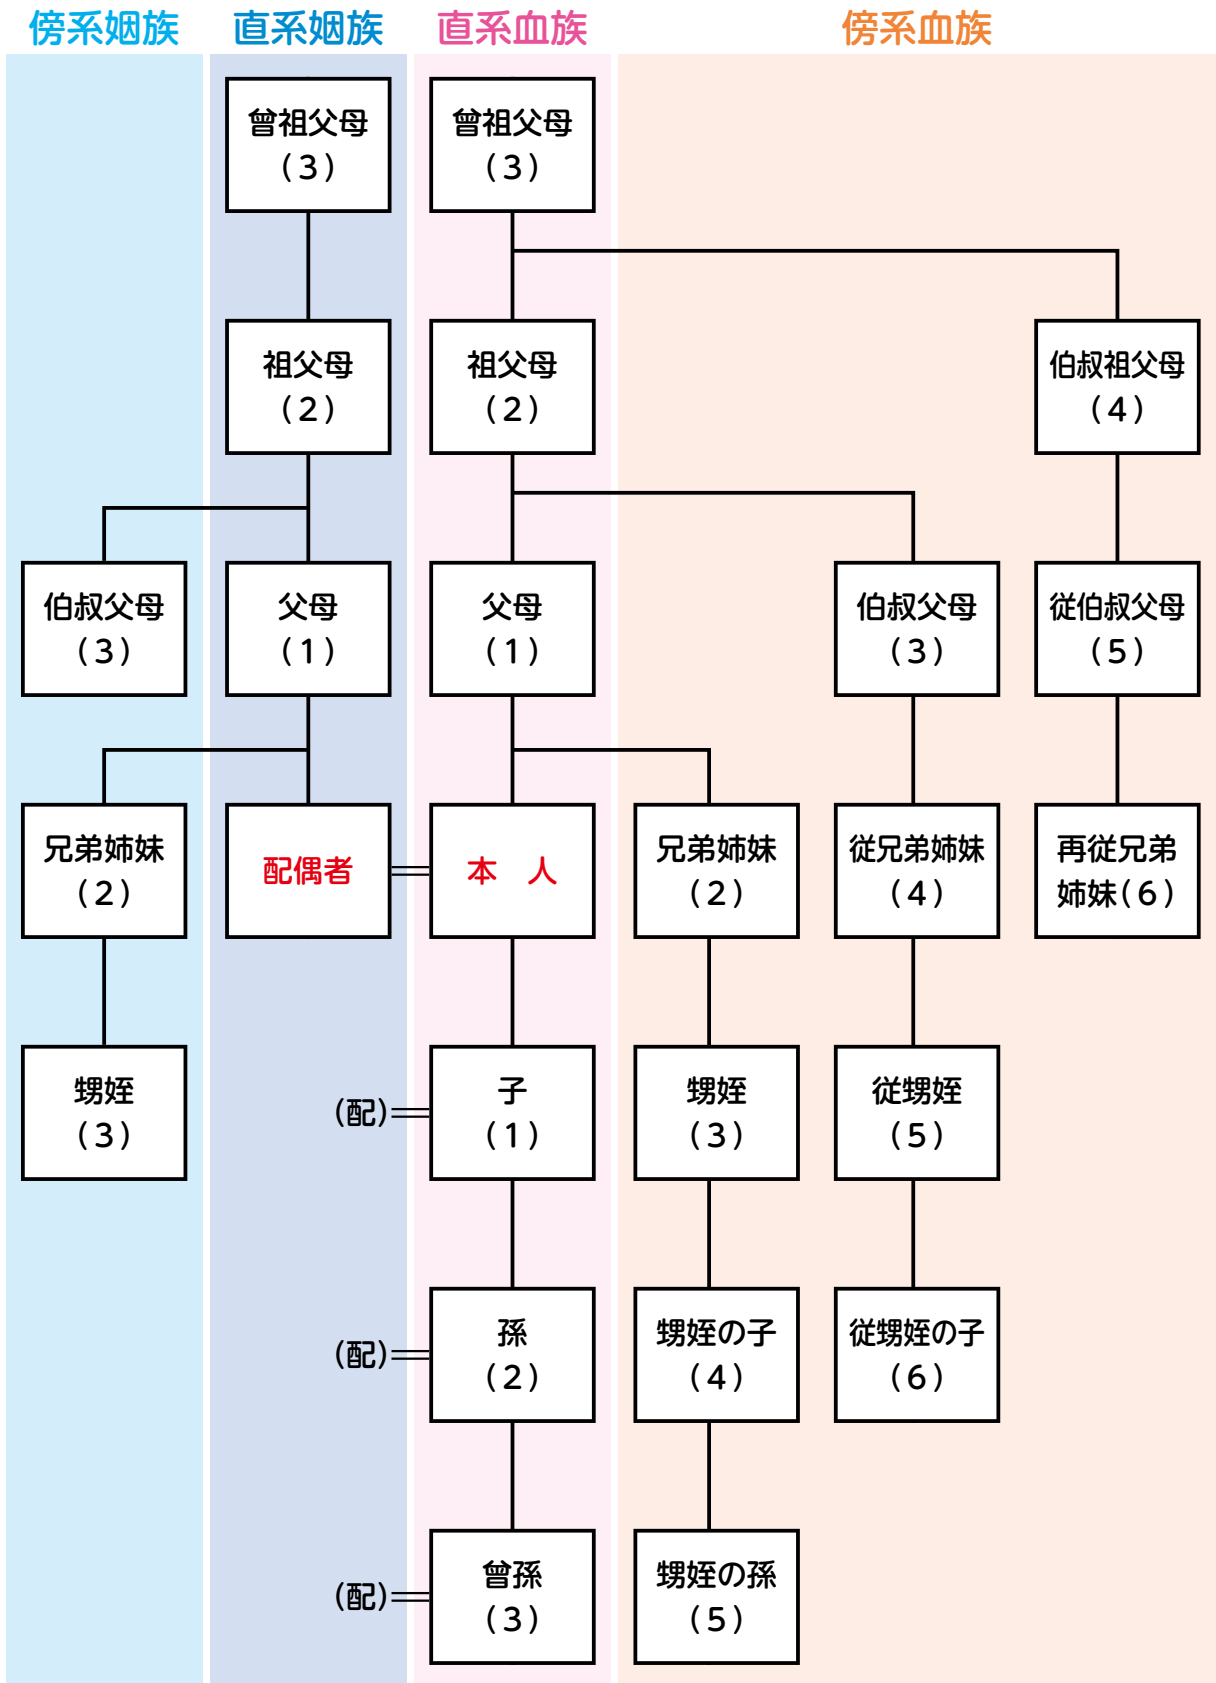 傍系姻族 直系姻族 直系血族 傍系血族
曾祖父母 曾祖父母
(3) (3)
祖父母 祖父母 伯叔祖父母
(2) (2) (4)
伯叔父母 父母 父母 伯叔父母 従伯叔父母
(3) (1) (1) (3) (5)
兄弟姉妹
(2)
配偶者
本　人
兄弟姉妹
(2)
従兄弟姉妹
(4)
再従兄弟
姉妹(6)
甥姪
(3)
(配)
子
(1)
甥姪
(3)
従甥姪
(5)
(配)
孫
(2)
甥姪の子
(4)
従甥姪の子
(6)
(配)
曾孫
(3)
甥姪の孫
(5)